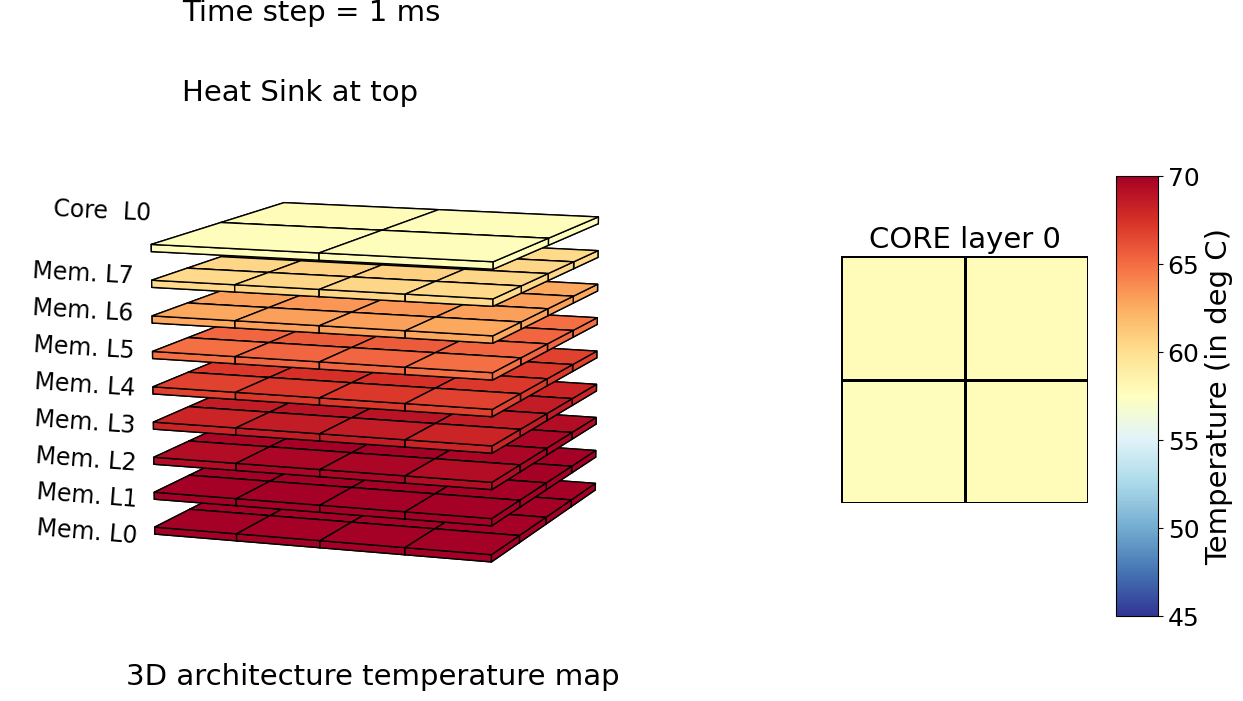 Time step = 1 ms
Heat Sink at top
Core L0
Mem. L7
Mem. L6
Mem. L5
Mem. L4
Mem. L3
Mem. L2
Mem. L1
Mem. L0
3D architecture temperature map
CORE layer 0
70
65
60
55
50
45
Temperature (in deg C)